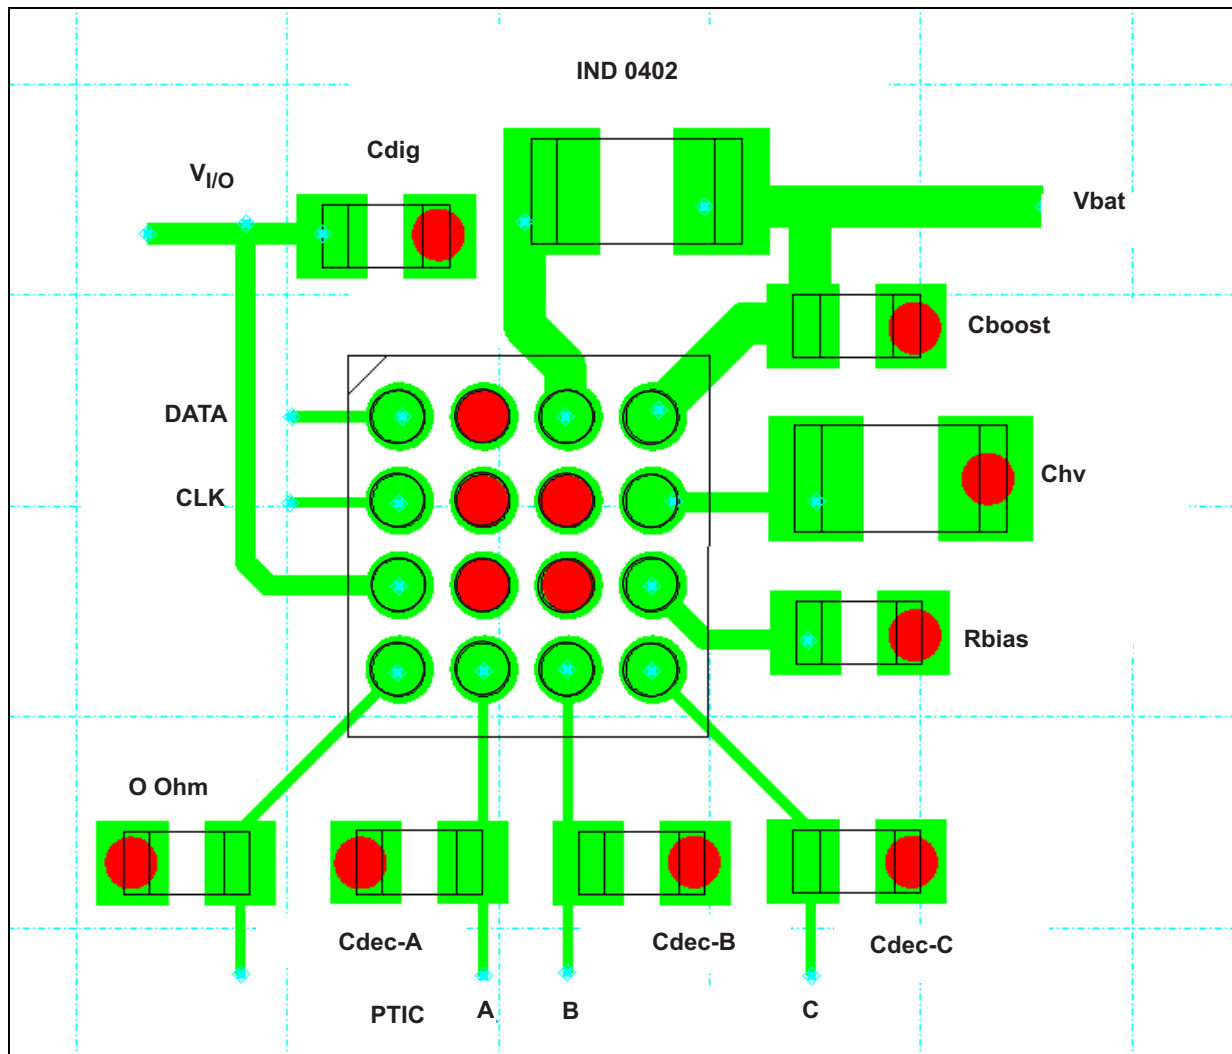 IND 0402
Cdig
VI/O
Vbat
Cboost
DATA
Chv
CLK
Rbias
O Ohm
Cdec-A
Cdec-B
Cdec-C
PTIC
A
B
C